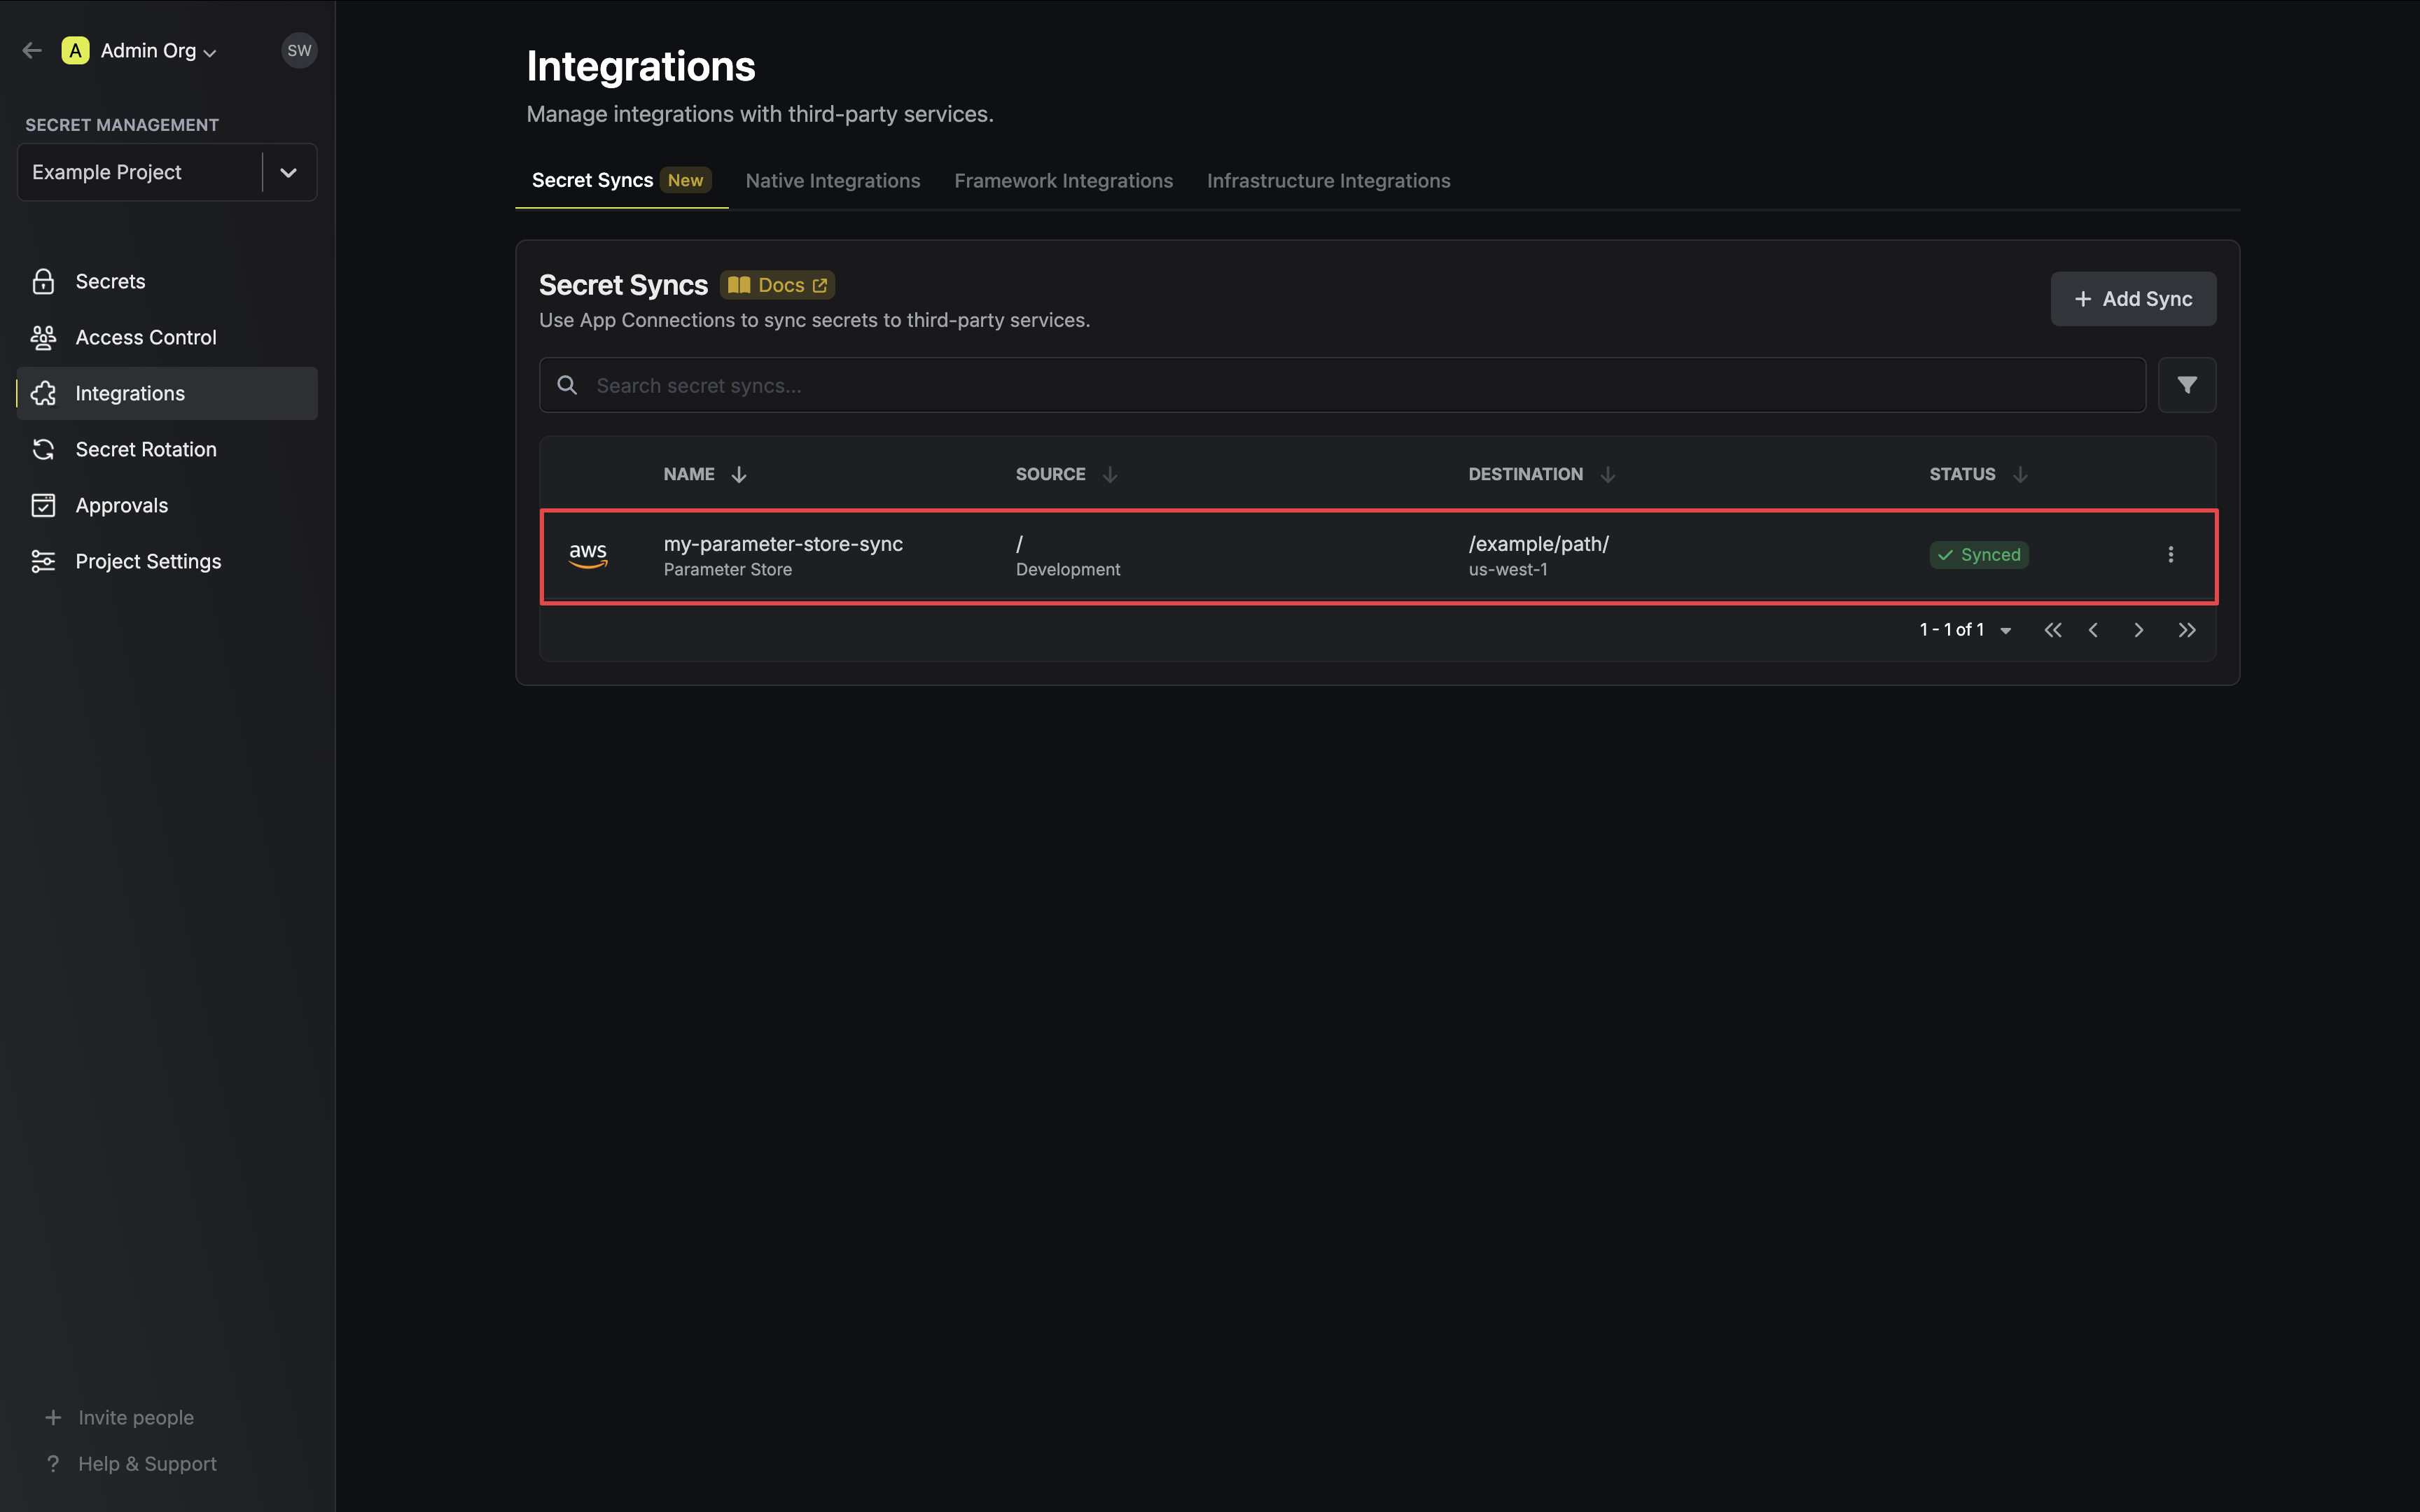 A Admin Org SW
SECRET MANAGEMENT
Example Project
Secrets
Access Control
Integrations
Secret Rotation
Approvals
Project Settings
Invite people
? Help & Support
Integrations
Manage integrations with third-party services.
Secret Syncs New Native Integrations Framework Integrations Infrastructure Integrations
Secret Syncs Docs
Use App Connections to sync secrets to third-party services.
+ Add Sync
Search secret syncs...
NAME SOURCE DESTINATION STATUS
aws my-parameter-store-sync / /example/path/ Synced
Parameter Store Development us-west-1
1 - 1 of 1